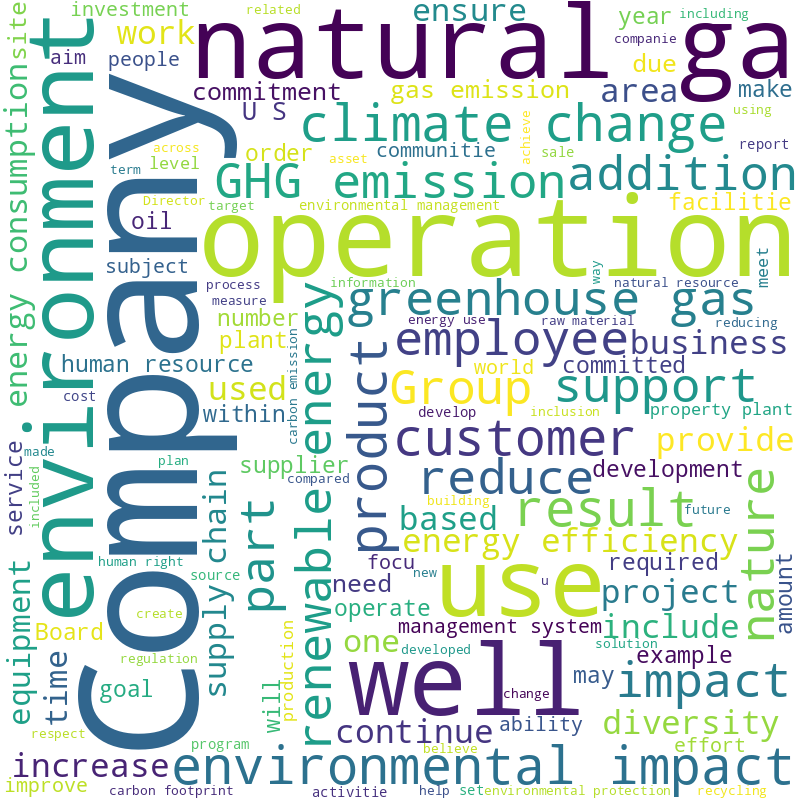 related
investment
ensure
year
including
natural ga
site
work
companie
aim
people
due
commitment
gas emission
area
make
U S
using
climate change
environment
Company
energy consumption
across
order
communitie
achieve
sale
report
level
asset
term
GHG emission
addition
Director
target
environmental management
facilitie
oil
operation
subject
way
meet
process
information
natural resource
measure
greenhouse gas
number
energy use
raw material
reducing
plant
carbon emission
renewable energy
product
employee
business
human resource
world
committed
cost
used
Group
support
within
develop
inclusion
property plant
service
made
customer
provide
plan
supplier
reduce
development
included
supply chain
part
compared
building
result
future
nature
based
energy efficiency
human right
focu
required
amount
equipment
source
need
new
use
u
project
create
operate
Board
management system
include
one
developed
solution
regulation
time
production
well
example
goal
will
may
impact
change
respect
continue
ability
diversity
program
believe
effort
increase
environmental impact
improve
carbon footprint
activitie
help
set
environmental protection
recycling